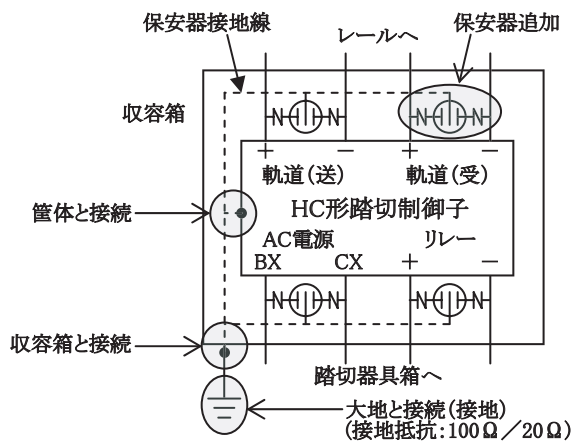 保安器接地線
レールへ
保安器追加
収容箱
N N N N
+ − + −
軌道(送) 軌道(受)
筐体と接続
HC形踏切制御子
AC電源 リレー
BX CX + −
N N N N
収容箱と接続
踏切器具箱へ
大地と接続(接地)
(接地抵抗:100Ω/20Ω)